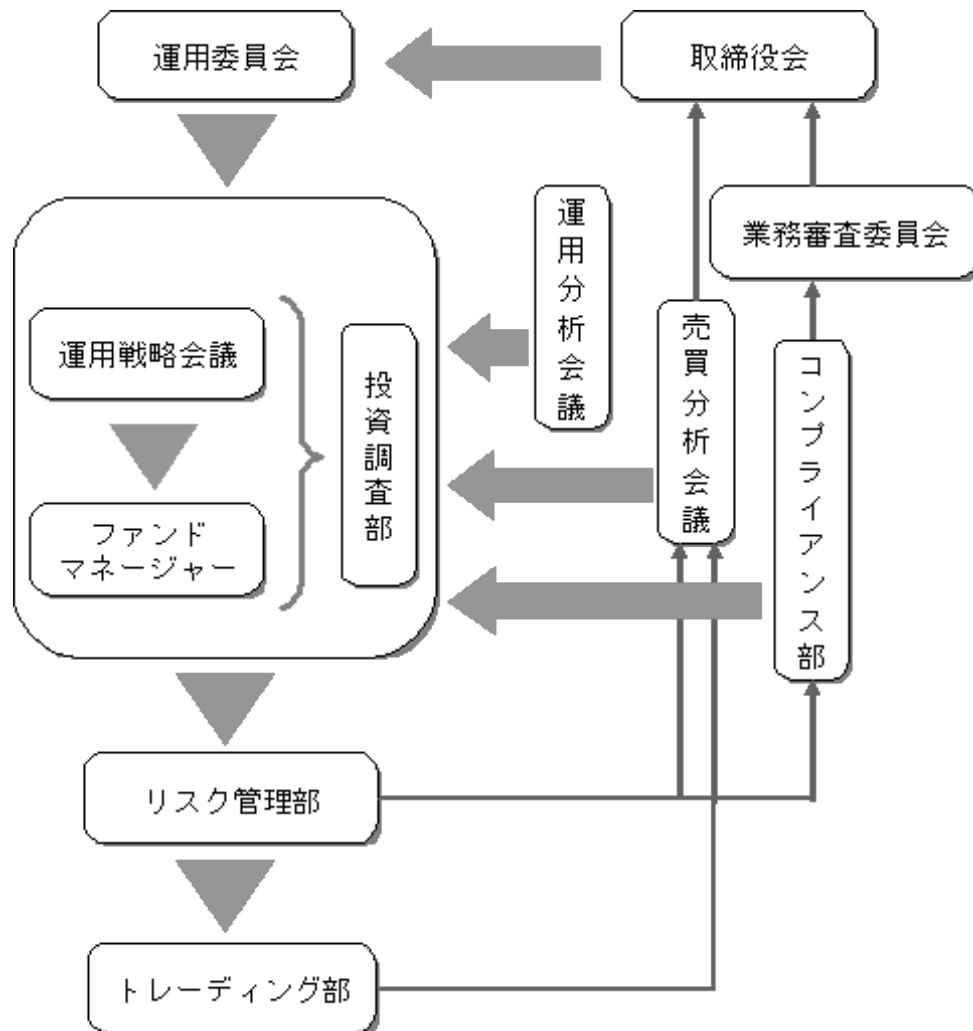 運用委員会
取締役会
運用分析会議
業務審査委員会
運用戦略会議
投資調査部
売買分析会議
コンプライアンス部
ファンド
マネージャー
リスク管理部
トレーディング部